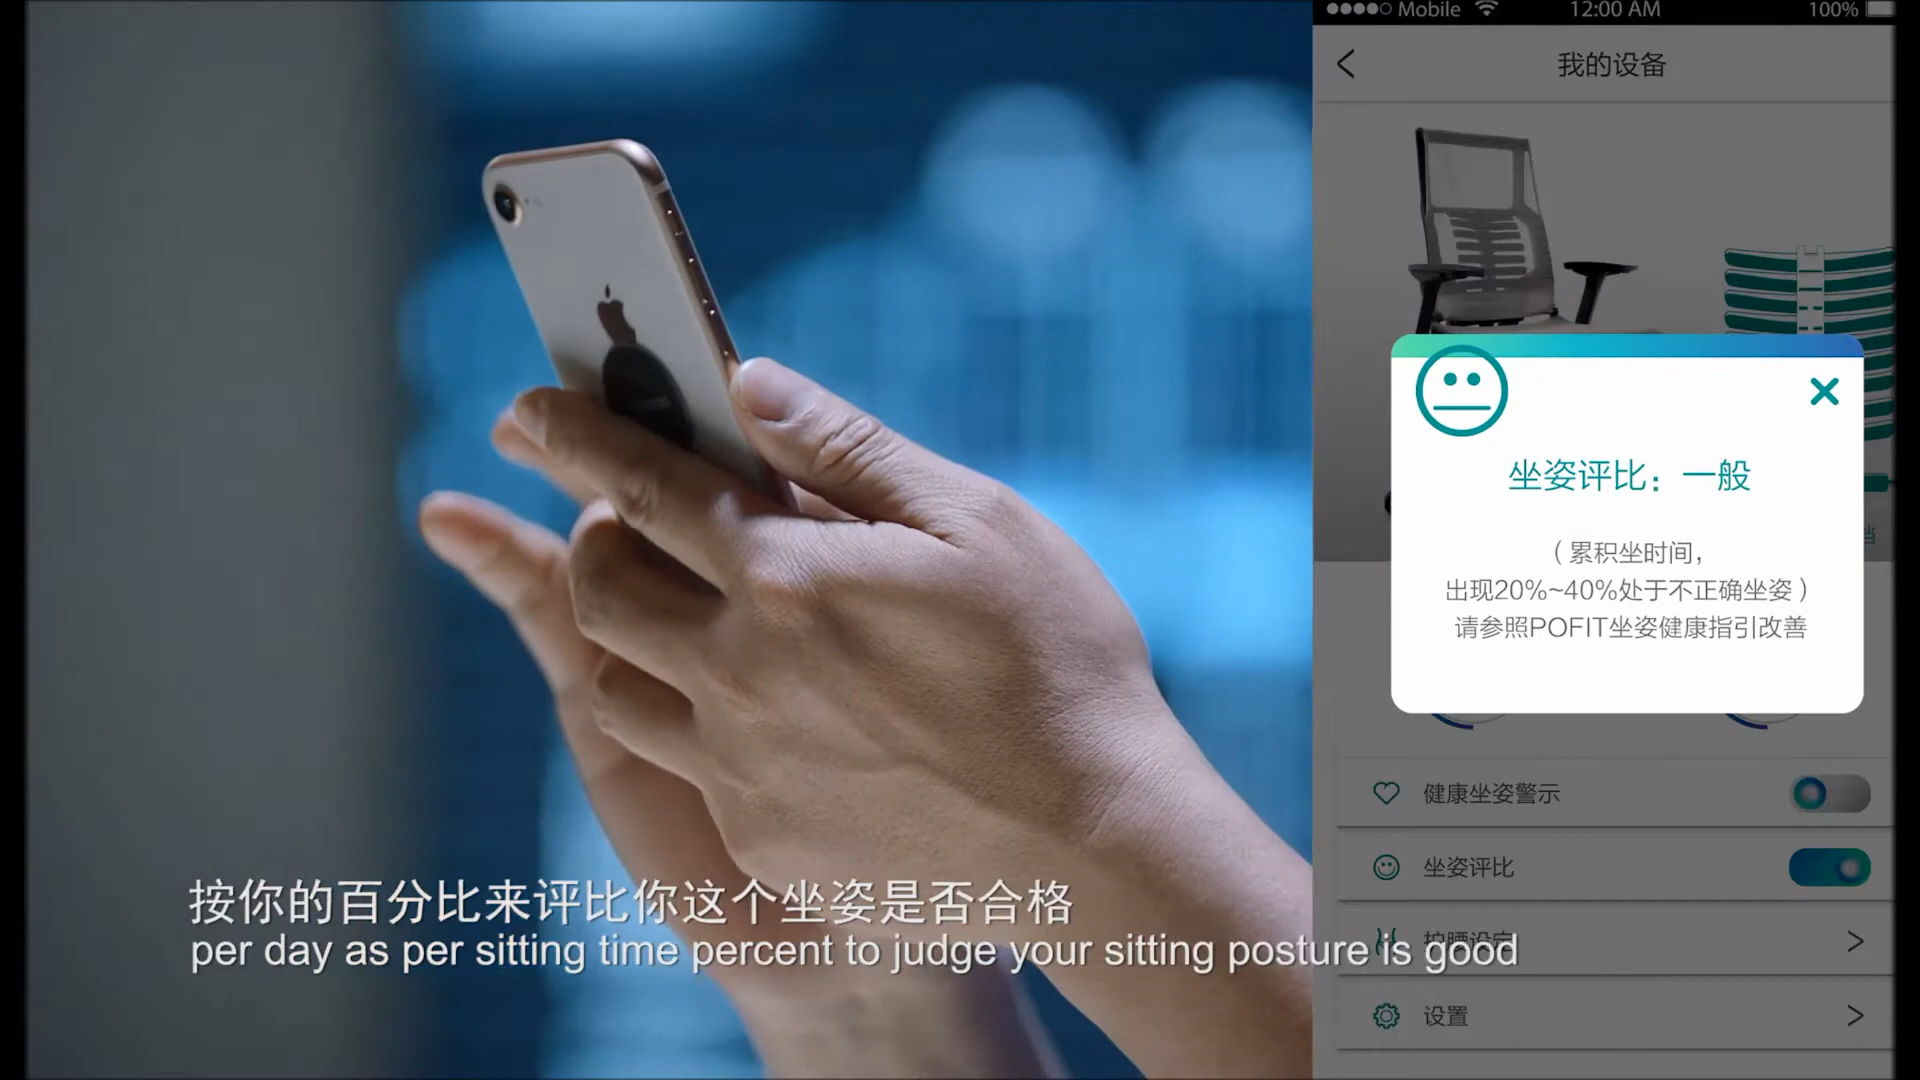 Mobile 12:00 AM 100%
我的设备
坐姿评比：一般
（累积坐时间，
出现20%~40%处于不正确坐姿）
请参照POFIT坐姿健康指引改善
健康坐姿警示
坐姿评比
护腰设定
设置
按你的百分比来评比你这个坐姿是否合格
per day as per sitting time percent to judge your sitting posture is good